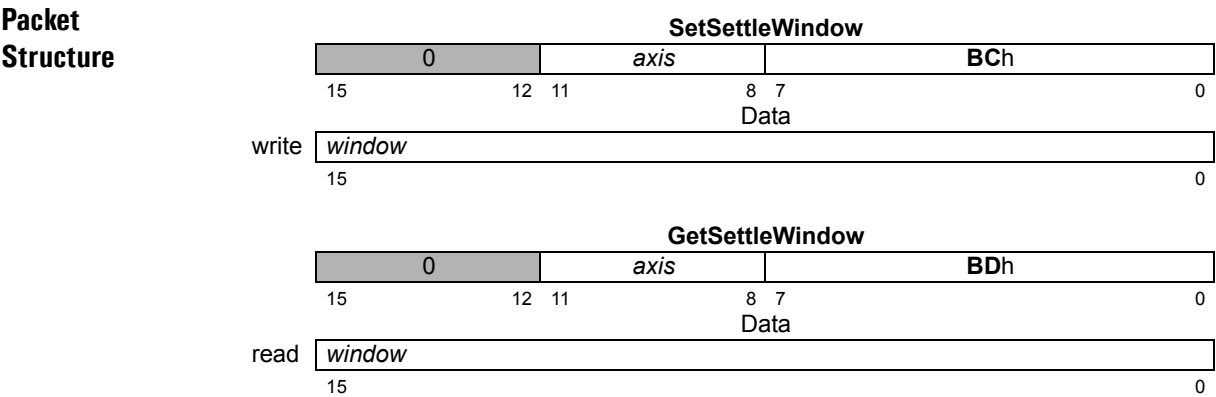 Packet
Structure
SetSettleWindow
0 axis BCh
15 12 11 8 7 0
Data
write window
15 0
GetSettleWindow
0 axis BDh
15 12 11 8 7 0
Data
read window
15 0